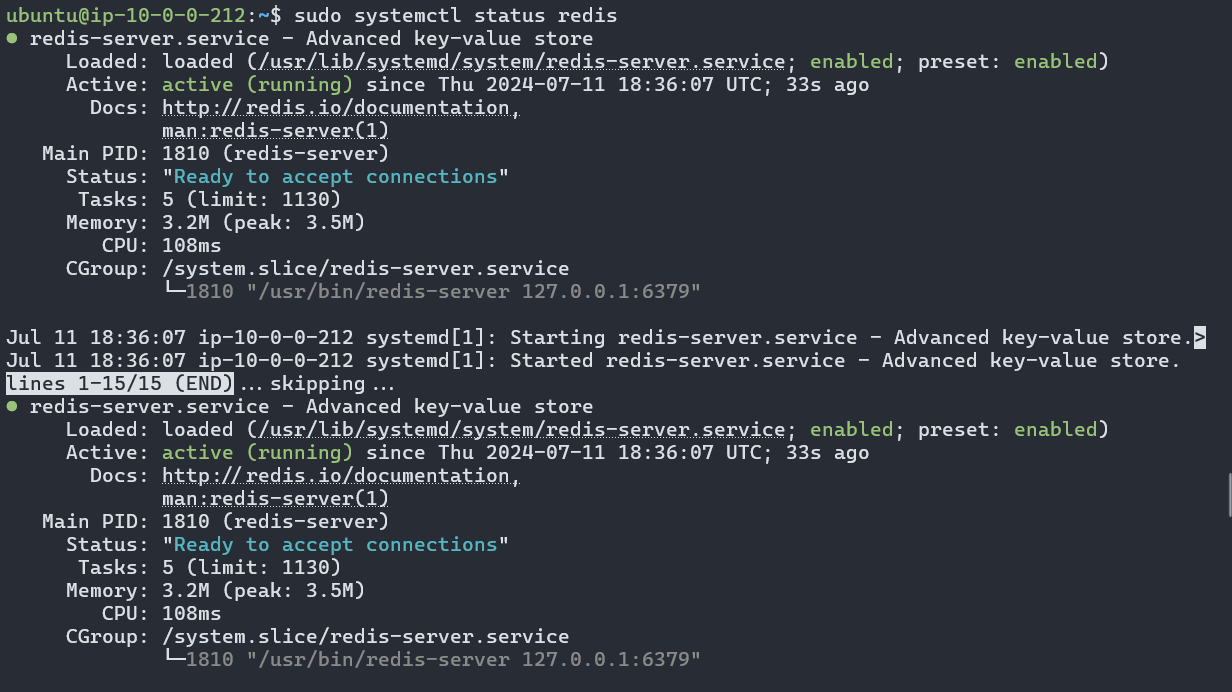 ubuntu@ip-10-0-0-212:~$ sudo systemctl status redis
● redis-server.service - Advanced key-value store
     Loaded: loaded (/usr/lib/systemd/system/redis-server.service; enabled; preset: enabled)
     Active: active (running) since Thu 2024-07-11 18:36:07 UTC; 33s ago
       Docs: http://redis.io/documentation,
             man:redis-server(1)
   Main PID: 1810 (redis-server)
     Status: "Ready to accept connections"
      Tasks: 5 (limit: 1130)
     Memory: 3.2M (peak: 3.5M)
        CPU: 108ms
     CGroup: /system.slice/redis-server.service
             └─1810 "/usr/bin/redis-server 127.0.0.1:6379"

Jul 11 18:36:07 ip-10-0-0-212 systemd[1]: Starting redis-server.service - Advanced key-value store.>
Jul 11 18:36:07 ip-10-0-0-212 systemd[1]: Started redis-server.service - Advanced key-value store.
lines 1-15/15 (END)...skipping...
● redis-server.service - Advanced key-value store
     Loaded: loaded (/usr/lib/systemd/system/redis-server.service; enabled; preset: enabled)
     Active: active (running) since Thu 2024-07-11 18:36:07 UTC; 33s ago
       Docs: http://redis.io/documentation,
             man:redis-server(1)
   Main PID: 1810 (redis-server)
     Status: "Ready to accept connections"
      Tasks: 5 (limit: 1130)
     Memory: 3.2M (peak: 3.5M)
        CPU: 108ms
     CGroup: /system.slice/redis-server.service
             └─1810 "/usr/bin/redis-server 127.0.0.1:6379"